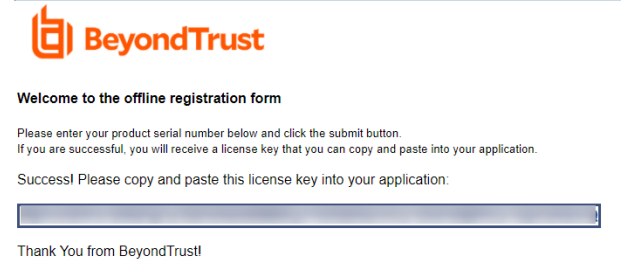 BeyondTrust
Welcome to the offline registration form
Please enter your product serial number below and click the submit button.
If you are successful, you will receive a license key that you can copy and paste into your application.
Success! Please copy and paste this license key into your application:
Thank You from BeyondTrust!